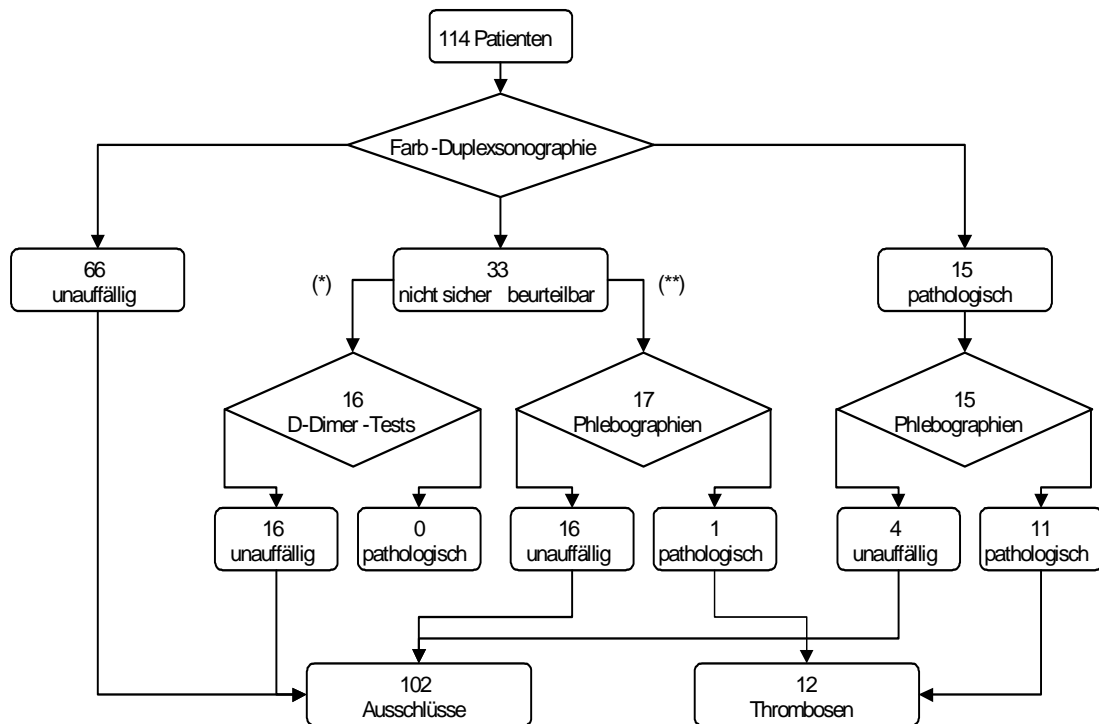 114 Patienten
Farb-Duplexsonographie
66
unauffällig
(*)
33
nicht sicher beurteilbar
(**)
15
pathologisch
16
D-Dimer-Tests
17
Phlebographien
15
Phlebographien
16
unauffällig
0
pathologisch
16
unauffällig
1
pathologisch
4
unauffällig
11
pathologisch
102
Ausschlüsse
12
Thrombosen